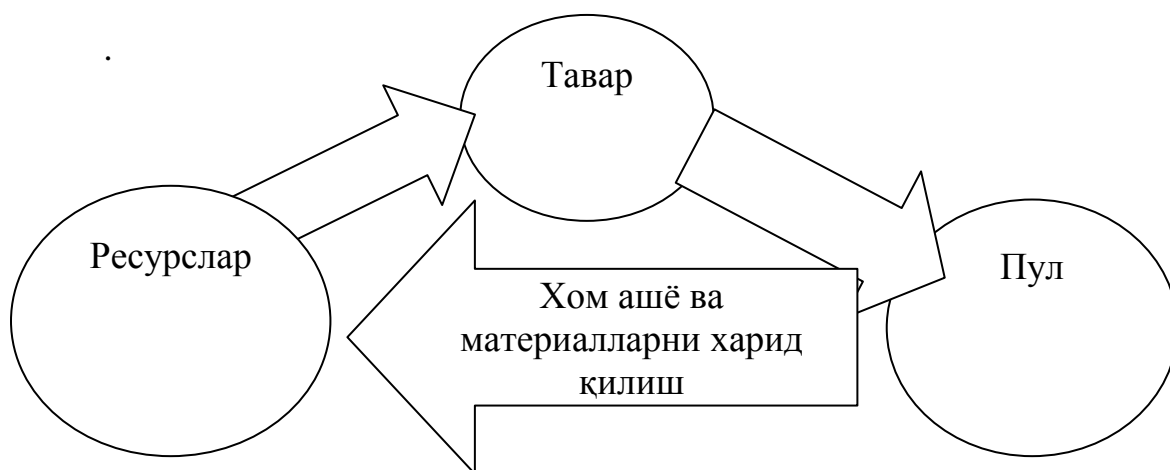 .
Тавар
Ресурслар
Пул
Хом ашё ва
материалларни харид
қилиш